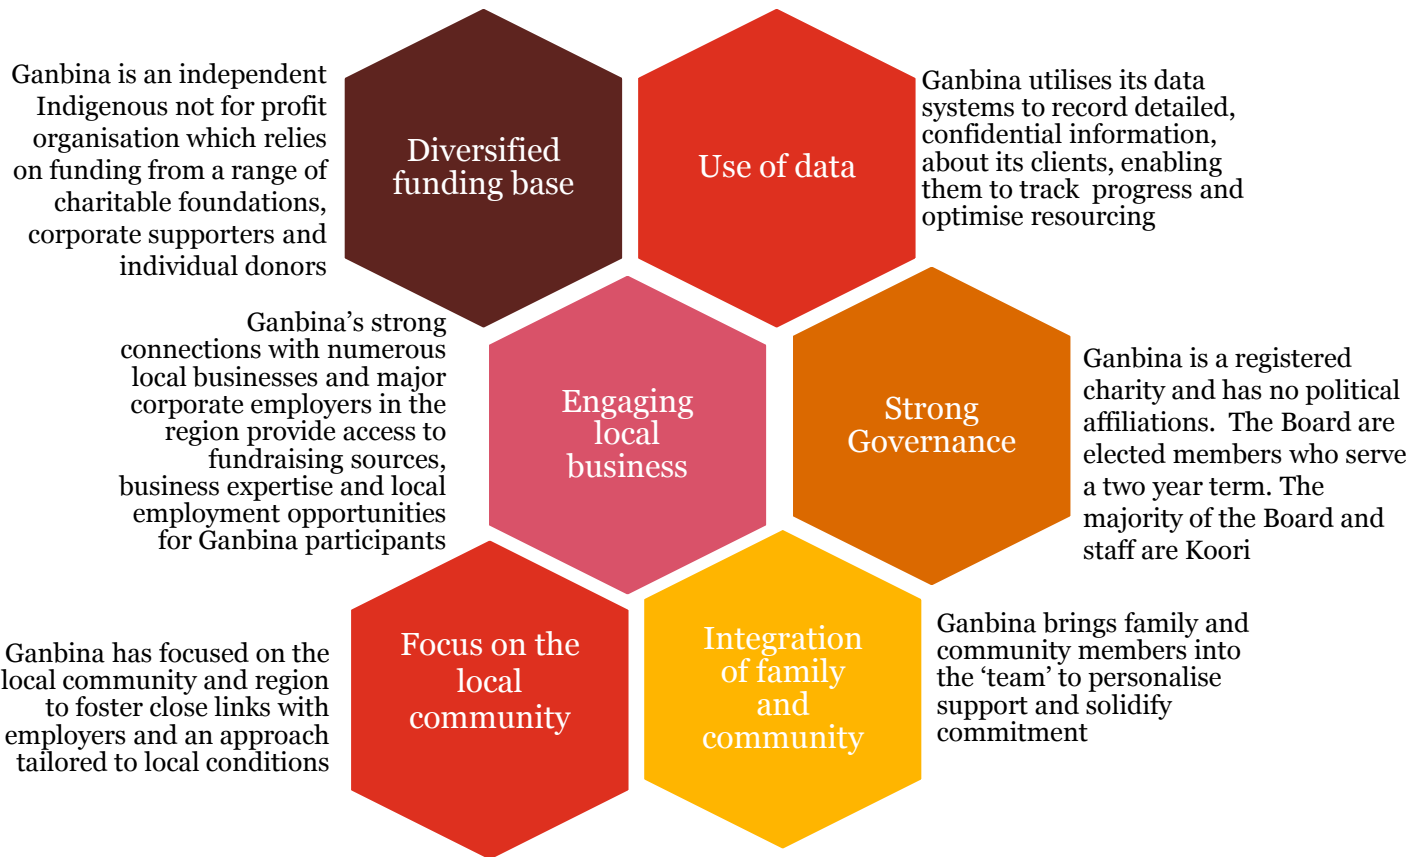 Ganbina is an independent
Indigenous not for profit
organisation which relies
on funding from a range of
charitable foundations,
corporate supporters and
individual donors
Diversified
funding base
Use of data
Ganbina utilises its data
systems to record detailed,
confidential information,
about its clients, enabling
them to track  progress and
optimise resourcing
Ganbina’s strong
connections with numerous
local businesses and major
corporate employers in the
region provide access to
fundraising sources,
business expertise and local
employment opportunities
for Ganbina participants
Engaging
local
business
Strong
Governance
Ganbina is a registered
charity and has no political
affiliations.  The Board are
elected members who serve
a two year term. The
majority of the Board and
staff are Koori
Ganbina has focused on the
local community and region
to foster close links with
employers and an approach
tailored to local conditions
Focus on the
local
community
Integration
of family
and
community
Ganbina brings family and
community members into
the ‘team’ to personalise
support and solidify
commitment